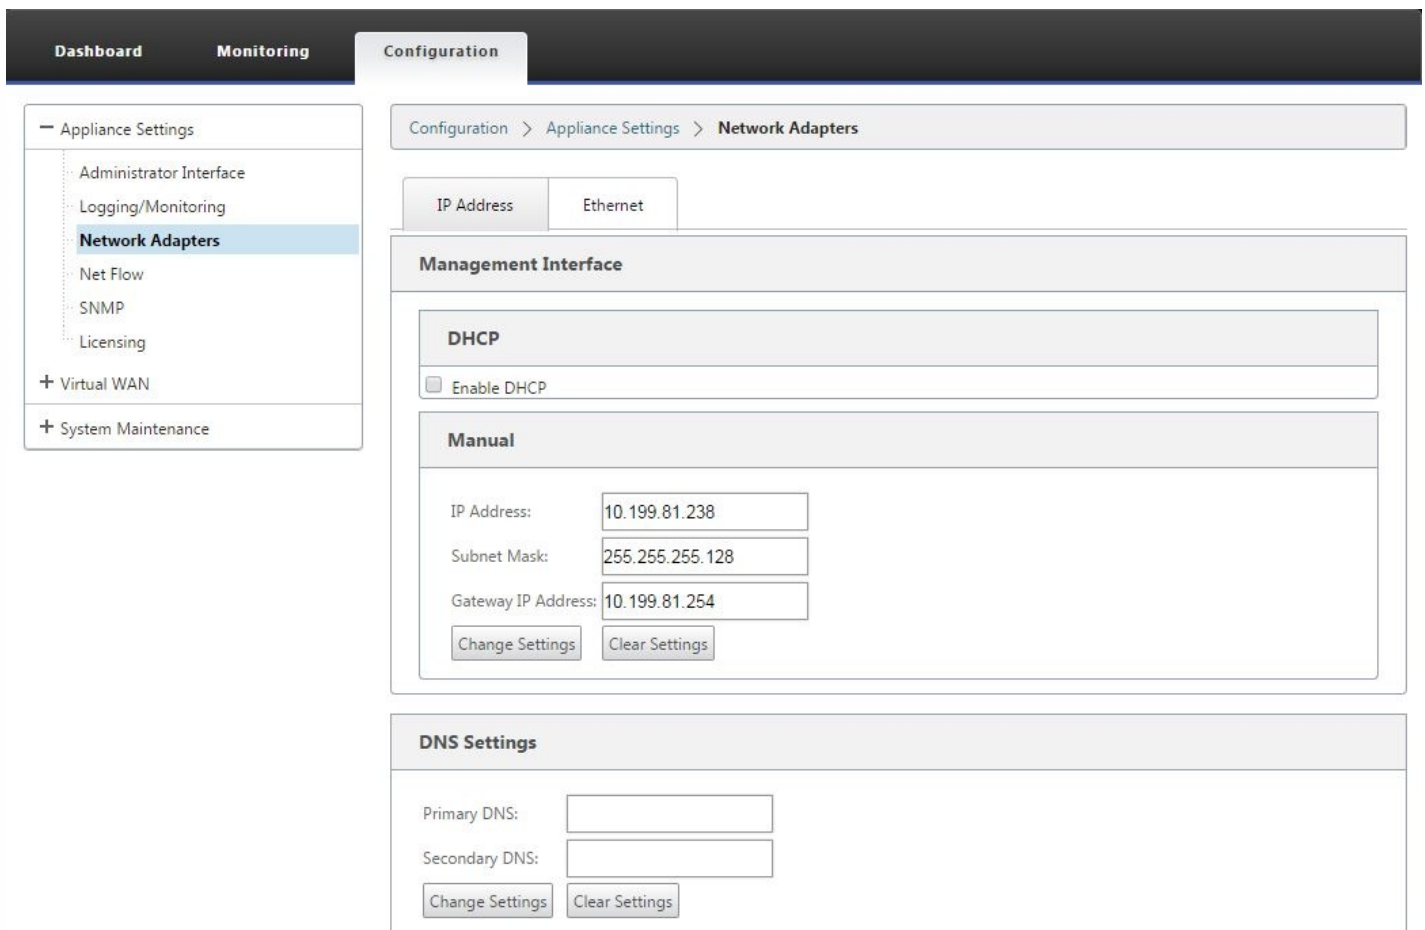 Dashboard Monitoring Configuration
Appliance Settings
Administrator Interface
Logging/Monitoring
Network Adapters
Net Flow
SNMP
Licensing
Virtual WAN
System Maintenance
Configuration > Appliance Settings > Network Adapters
IP Address Ethernet
Management Interface
DHCP
Enable DHCP
Manual
IP Address: 10.199.81.238
Subnet Mask: 255.255.255.128
Gateway IP Address: 10.199.81.254
Change Settings Clear Settings
DNS Settings
Primary DNS:
Secondary DNS:
Change Settings Clear Settings